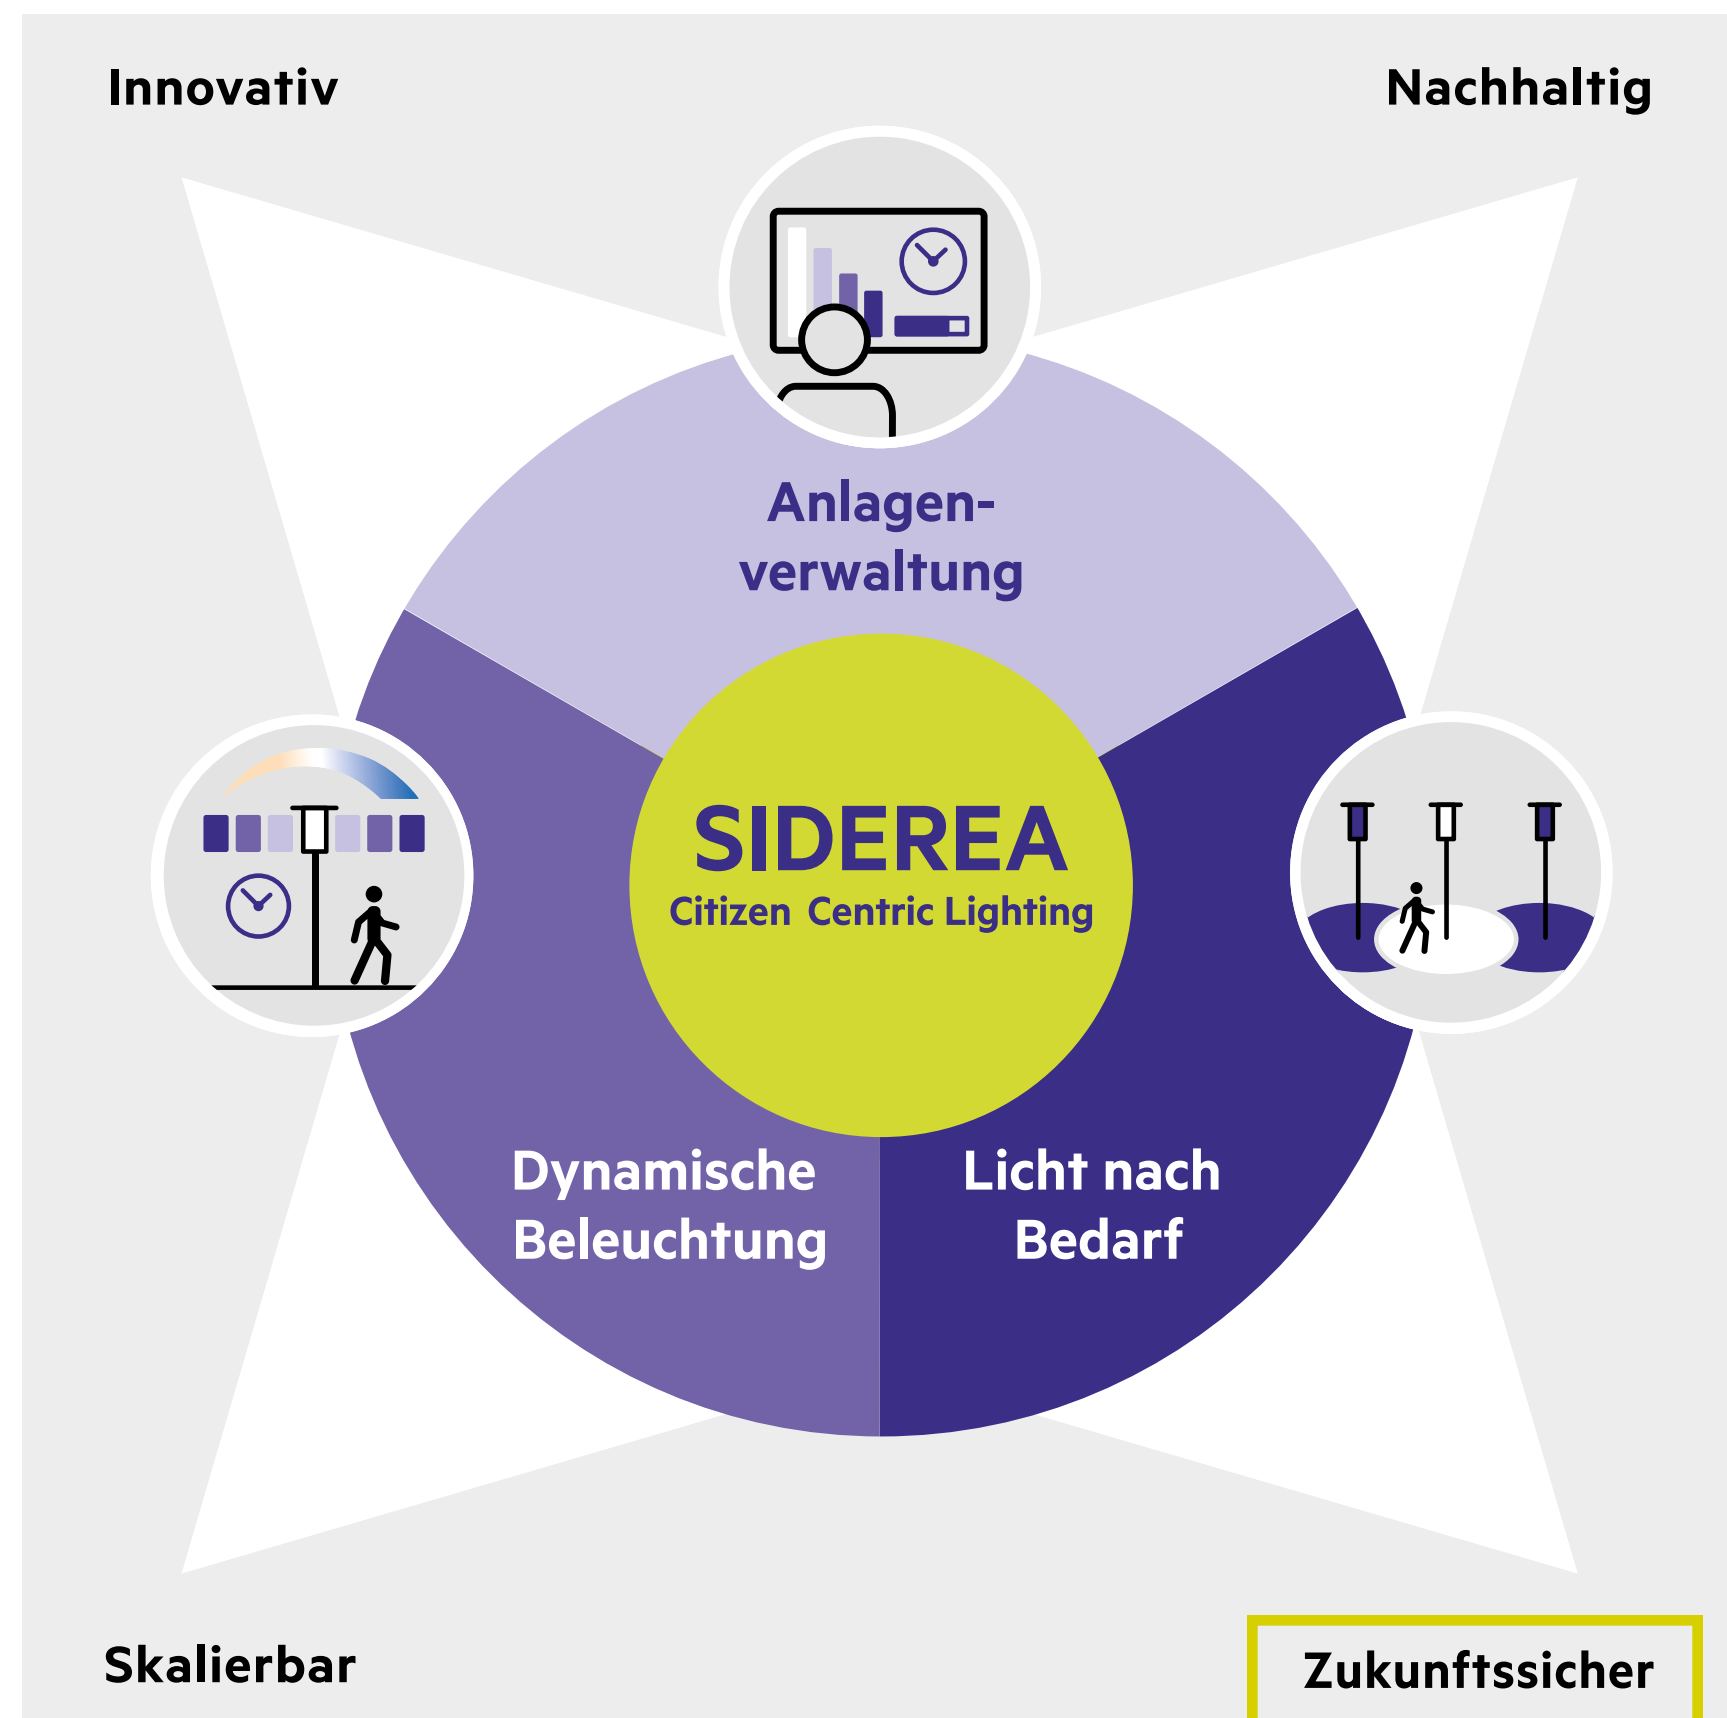 Innovativ
Nachhaltig
Anlagen-
verwaltung
SIDEREA
Citizen Centric Lighting
Dynamische
Beleuchtung
Licht nach
Bedarf
Skalierbar
Zukunftssicher